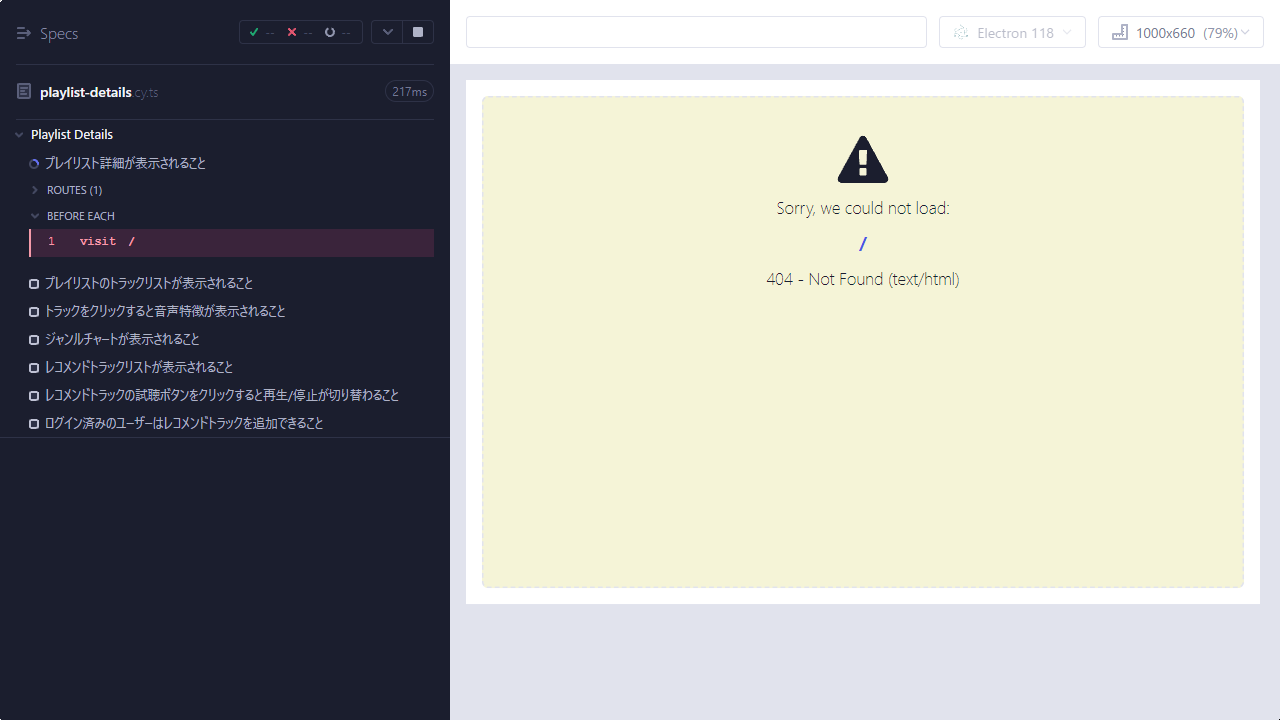 Specs
-- -- --
playlist-details.cy.ts 217ms
Playlist Details
プレイリスト詳細が表示されること
ROUTES (1)
BEFORE EACH
1 visit /
プレイリストのトラックリストが表示されること
トラックをクリックすると音声特徴が表示されること
ジャンルチャートが表示されること
レコメンドトラックリストが表示されること
レコメンドトラックの試聴ボタンをクリックすると再生/停止が切り替わること
ログイン済みのユーザーはレコメンドトラックを追加できること
Electron 118
1000x660 (79%)
Sorry, we could not load:
/
404 - Not Found (text/html)